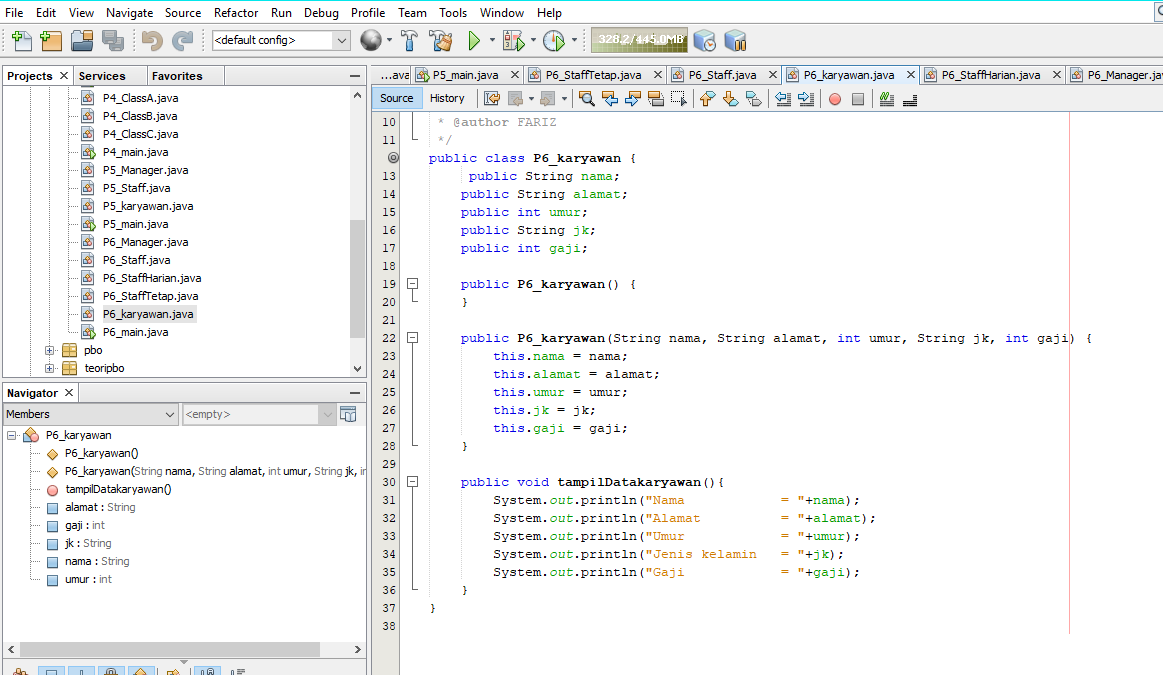 File Edit View Navigate Source Refactor Run Debug Profile Team Tools Window Help
<default config> 328,2/445,0MB
Projects Services Favorites
P4_ClassA.java
P4_ClassB.java
P4_ClassC.java
P4_main.java
P5_Manager.java
P5_Staff.java
P5_karyawan.java
P5_main.java
P6_Manager.java
P6_Staff.java
P6_StaffHarian.java
P6_StaffTetap.java
P6_karyawan.java
P6_main.java
pbo
teoripbo
Navigator
Members <empty>
P6_karyawan
P6_karyawan()
P6_karyawan(String nama, String alamat, int umur, String jk, in
tampilDatakaryawan()
alamat : String
gaji : int
jk : String
nama : String
umur : int
...ava P5_main.java P6_StaffTetap.java P6_Staff.java P6_karyawan.java P6_StaffHarian.java P6_Manager.jav
Source History
10 * @author FARIZ
11 */
public class P6_karyawan {
13 public String nama;
14 public String alamat;
15 public int umur;
16 public String jk;
17 public int gaji;
18
19 public P6_karyawan() {
20 }
21
22 public P6_karyawan(String nama, String alamat, int umur, String jk, int gaji) {
23 this.nama = nama;
24 this.alamat = alamat;
25 this.umur = umur;
26 this.jk = jk;
27 this.gaji = gaji;
28 }
29
30 public void tampilDatakaryawan(){
31 System.out.println("Nama = "+nama);
32 System.out.println("Alamat = "+alamat);
33 System.out.println("Umur = "+umur);
34 System.out.println("Jenis kelamin = "+jk);
35 System.out.println("Gaji = "+gaji);
36 }
37 }
38